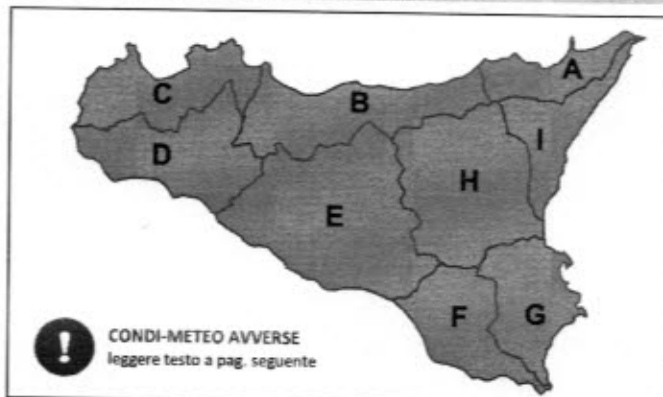 A
C
B
I
D
H
E
F
G
!
CONDI-METEO AVVERSE
leggere testo a pag. seguente